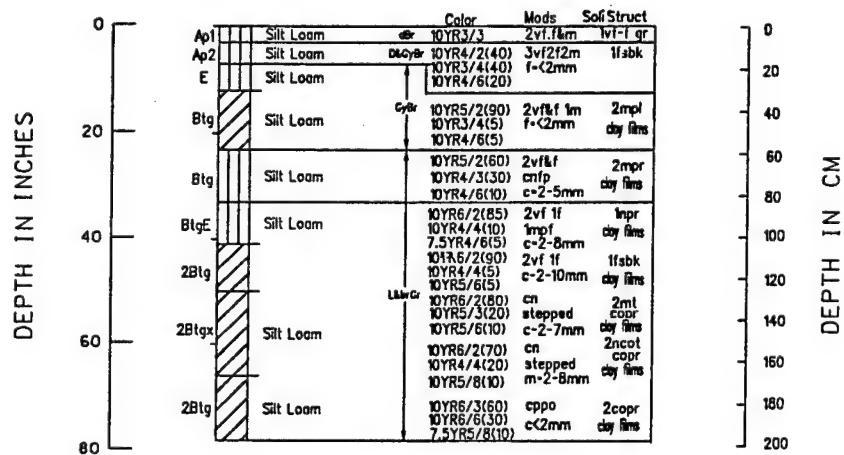 Color Mods Soil Struct
0 Ap1 Silt Loam dBr 10YR3/3 2vf.f&m 1vf-f gr 0
Ap2 Silt Loam D&GyBr 10YR4/2(40) 3vf2f2m 1fsbk
10YR3/4(40) f=<2mm
E Silt Loam 10YR4/6(20) 20
GyBr 10YR5/2(90) 2vf&f 1m 2mpl 40
Btg Silt Loam 10YR3/4(5) f=<2mm clay films
20 10YR4/6(5)
10YR5/2(60) 2vf&f 2mpr 60
Btg Silt Loam 10YR4/3(30) cnfp clay films
10YR4/6(10) c=2-5mm 80
10YR6/2(85) 2vf 1f 1npr
BtgE Silt Loam 10YR4/4(10) 1mpf clay films
40 7.5YR4/6(5) c=2-8mm 100
6/2(90) 2vf 1f 1fsbk
2Btg 10YR4/4(5) c-2-10mm clay films 120
10YR5/6(5)
10YR6/2(80) cn 2mt
10YR5/3(20) stepped copr
2Btgx Silt Loam 10YR5/6(10) c-2-7mm clay films 140
60 10YR6/2(70) cn 2ncot
copr
10YR4/4(20) stepped clay films 160
10YR5/8(10) m=2-8mm
10YR6/3(60) cppo 2copr 180
2Btg Silt Loam 10YR6/6(30) c<2mm clay films
80 7.5YR5/8(10) 200
DEPTH IN INCHES
DEPTH IN CM